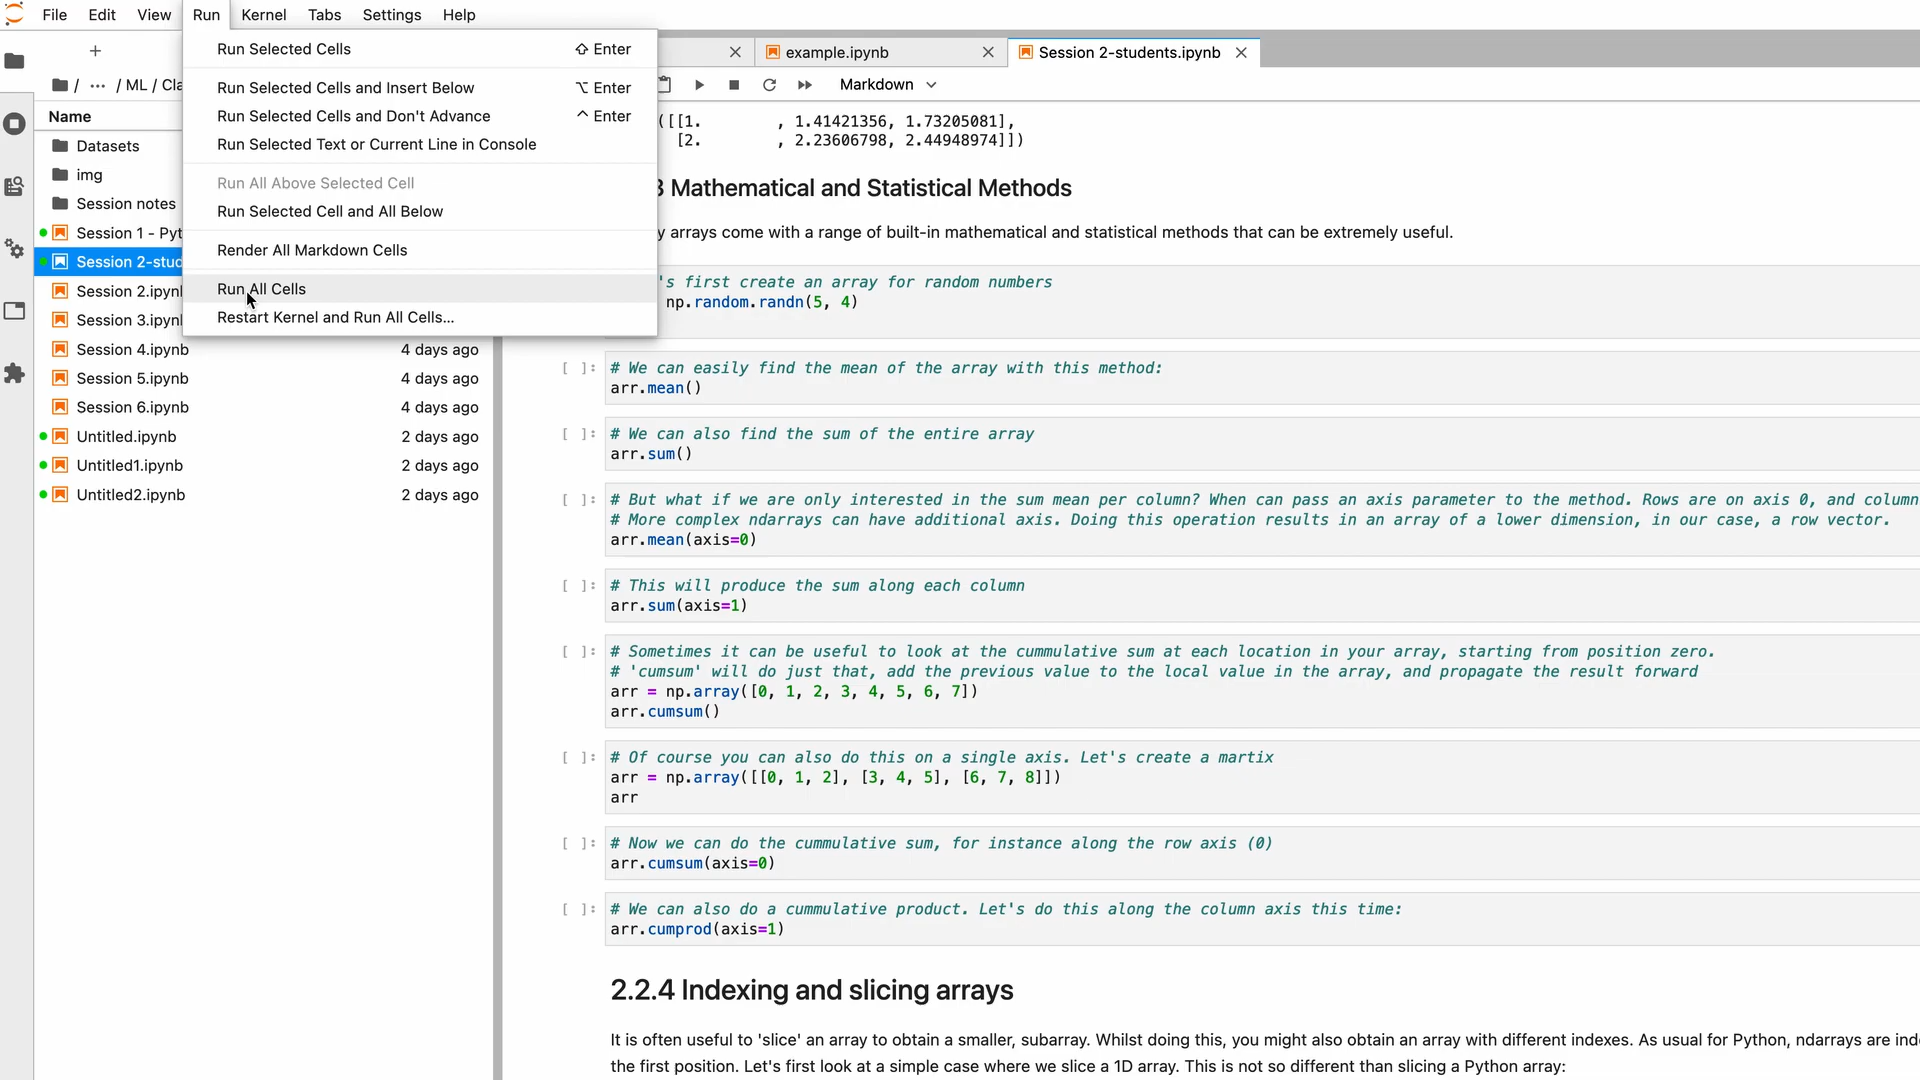 File Edit View Run Kernel Tabs Settings Help
Run Selected Cells ⇧ Enter
Run Selected Cells and Insert Below ⌥ Enter
Run Selected Cells and Don't Advance ^ Enter
Run Selected Text or Current Line in Console
Run All Above Selected Cell
Run Selected Cell and All Below
Render All Markdown Cells
Run All Cells
Restart Kernel and Run All Cells...
+
/ ··· / ML / Cla
Name
Datasets
img
Session notes
Session 1 - Pyt
Session 2-stud
Session 2.ipyn
Session 3.ipyn
Session 4.ipynb 4 days ago
Session 5.ipynb 4 days ago
Session 6.ipynb 4 days ago
Untitled.ipynb 2 days ago
Untitled1.ipynb 2 days ago
Untitled2.ipynb 2 days ago
example.ipynb
Session 2-students.ipynb
Markdown
([[1.        , 1.41421356, 1.73205081],
[2.        , 2.23606798, 2.44948974]])
3 Mathematical and Statistical Methods
y arrays come with a range of built-in mathematical and statistical methods that can be extremely useful.
's first create an array for random numbers
np.random.randn(5, 4)
[ ]: # We can easily find the mean of the array with this method:
arr.mean()
[ ]: # We can also find the sum of the entire array
arr.sum()
[ ]: # But what if we are only interested in the sum mean per column? When can pass an axis parameter to the method. Rows are on axis 0, and column
# More complex ndarrays can have additional axis. Doing this operation results in an array of a lower dimension, in our case, a row vector.
arr.mean(axis=0)
[ ]: # This will produce the sum along each column
arr.sum(axis=1)
[ ]: # Sometimes it can be useful to look at the cummulative sum at each location in your array, starting from position zero.
# 'cumsum' will do just that, add the previous value to the local value in the array, and propagate the result forward
arr = np.array([0, 1, 2, 3, 4, 5, 6, 7])
arr.cumsum()
[ ]: # Of course you can also do this on a single axis. Let's create a martix
arr = np.array([[0, 1, 2], [3, 4, 5], [6, 7, 8]])
arr
[ ]: # Now we can do the cummulative sum, for instance along the row axis (0)
arr.cumsum(axis=0)
[ ]: # We can also do a cummulative product. Let's do this along the column axis this time:
arr.cumprod(axis=1)
2.2.4 Indexing and slicing arrays
It is often useful to 'slice' an array to obtain a smaller, subarray. Whilst doing this, you might also obtain an array with different indexes. As usual for Python, ndarrays are inde
the first position. Let's first look at a simple case where we slice a 1D array. This is not so different than slicing a Python array: